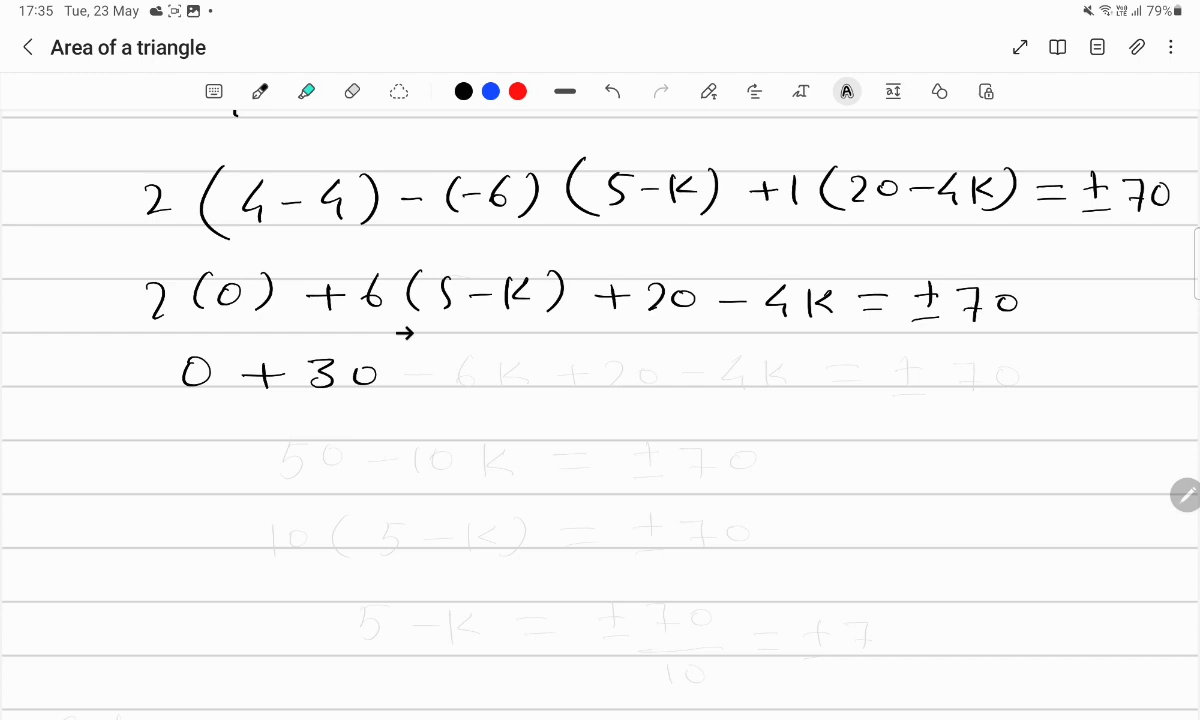 17:35 Tue, 23 May 79%
Area of a triangle
2 (4 - 4) - (-6) (5 - K) + 1 (20 - 4K) = ± 70
2 (0) + 6 (5 - K) + 20 - 4K = ± 70
0 + 30 - 6K + 20 - 4K = ± 70
50 - 10 K = ± 70
10 ( 5 - K) = ± 70
5 - K = ± 70/10 = ± 7